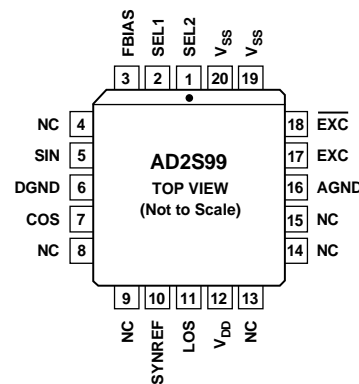 FBIAS
SEL1
SEL2
VSS
VSS
3 2 1 20 19
NC 4
SIN 5
DGND 6
COS 7
NC 8
AD2S99
TOP VIEW
(Not to Scale)
18 EXC
17 EXC
16 AGND
15 NC
14 NC
9 10 11 12 13
NC
SYNREF
LOS
VDD
NC